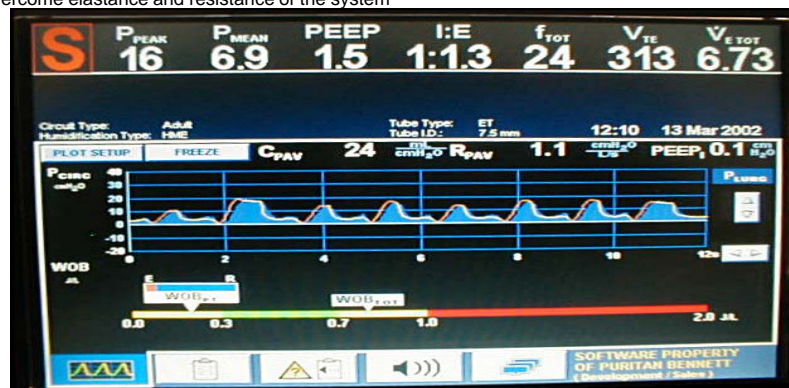 vercome elastance and resistance of the system
S PPEAK PMEAN PEEP I:E fTOT VTE V̇E TOT
16 6.9 1.5 1:1.3 24 313 6.73
Circuit Type: Adult Tube Type: ET
Humidification Type: HME Tube I.D.: 7.5 mm 12:10 13 Mar 2002
PLOT SETUP FREEZE CPAV 24 mL/cmH2O RPAV 1.1 cmH2O/L/s PEEPI 0.1 cmH2O
PCIRC cmH2O 40 PLUNG
30
20
10
0
-10
-20
0 2 4 6 8 10 12s
WOB J/L
E R
WOBPT WOBTOT
0.0 0.3 0.7 1.0 2.0 J/L
SOFTWARE PROPERTY
OF PURITAN BENNETT
( Development / Sales )